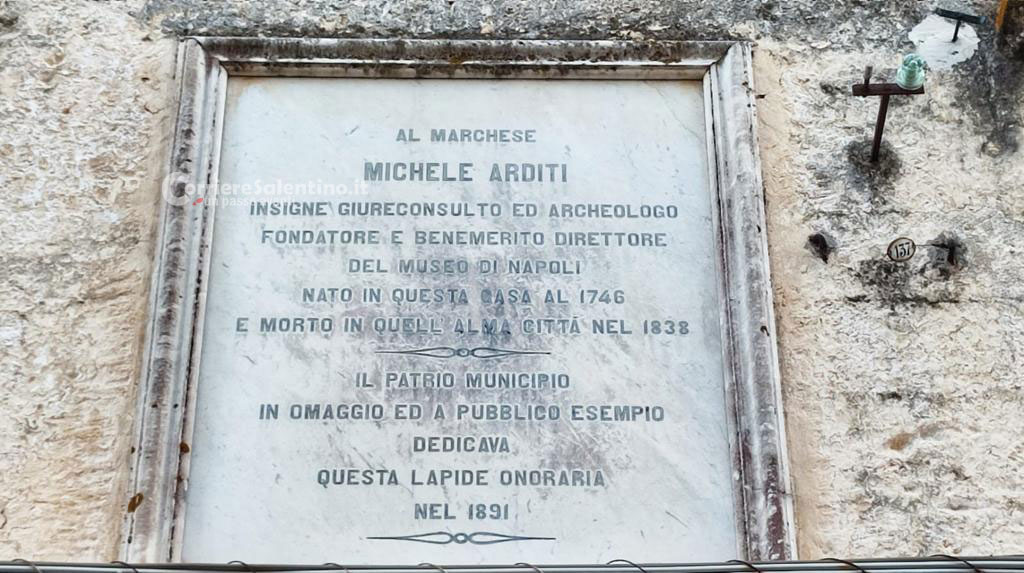 AL MARCHESE
MICHELE ARDITI
CorriereSalentino.it
INSIGNE GIURECONSULTO ED ARCHEOLOGO
FONDATORE E BENEMERITO DIRETTORE
DEL MUSEO DI NAPOLI
NATO IN QUESTA CASA AL 1746
E MORTO IN QUELL ALMA CITTÀ NEL 1838
IL PATRIO MUNICIPIO
IN OMAGGIO ED A PUBBLICO ESEMPIO
DEDICAVA
QUESTA LAPIDE ONORARIA
NEL 1891
137